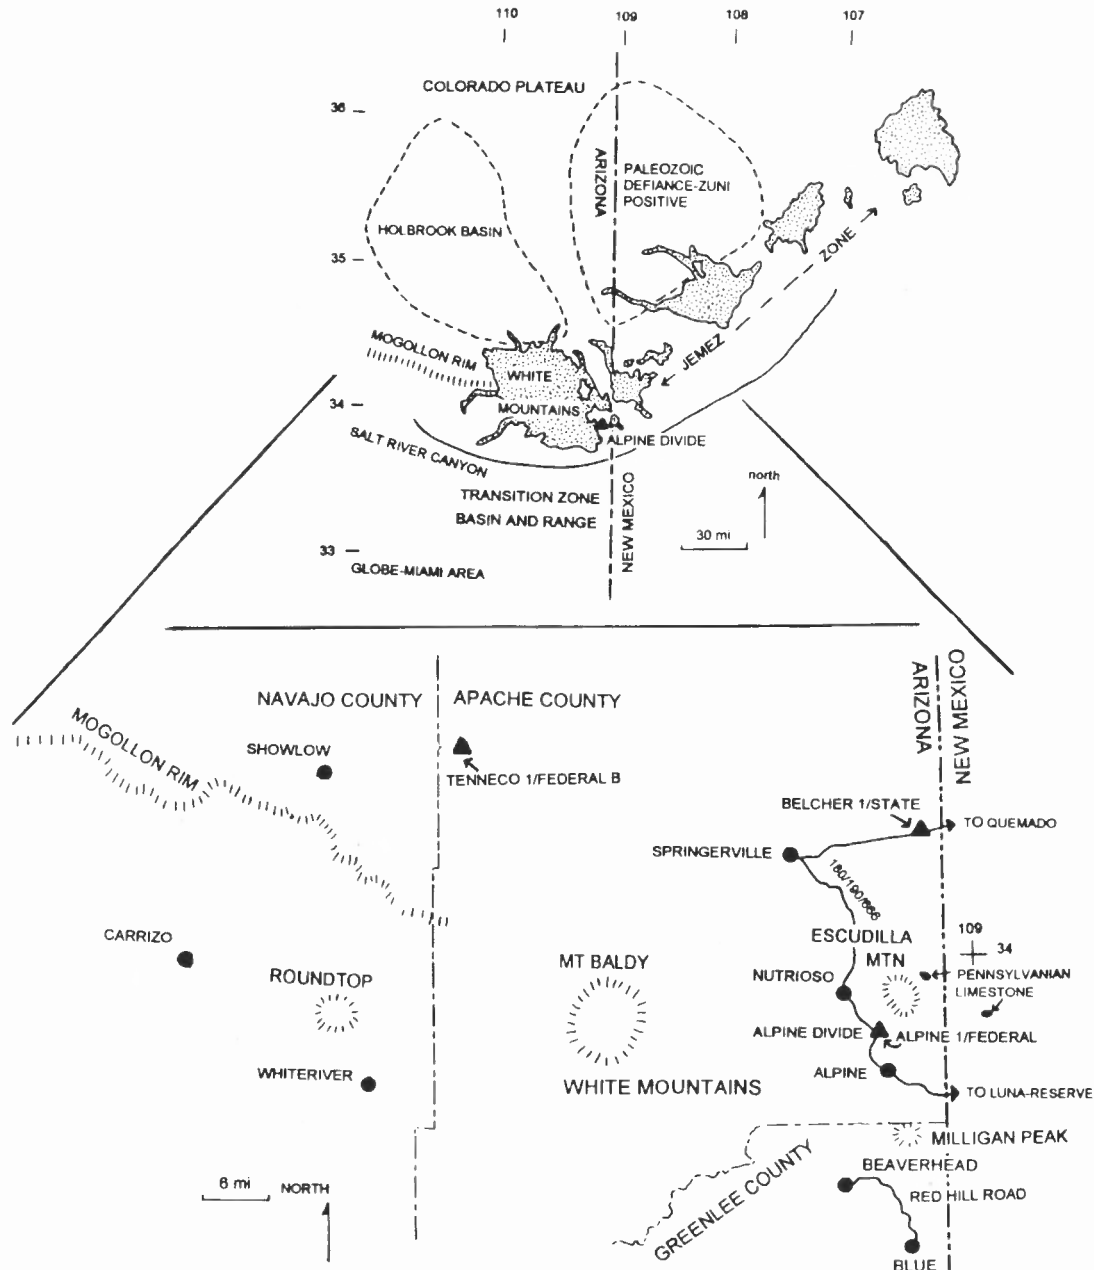 110 109 108 107
COLORADO PLATEAU
36
ARIZONA
PALEOZOIC
DEFIANCE-ZUNI
POSITIVE
HOLBROOK BASIN
35
ZONE
JEMEZ
MOGOLLON RIM
WHITE
MOUNTAINS
34
ALPINE DIVIDE
SALT RIVER CANYON
TRANSITION ZONE
BASIN AND RANGE
NEW MEXICO
north
30 mi
33
GLOBE-MIAMI AREA
NAVAJO COUNTY
APACHE COUNTY
ARIZONA
NEW MEXICO
MOGOLLON RIM
SHOWLOW
TENNECO 1/FEDERAL B
BELCHER 1/STATE
TO QUEMADO
SPRINGERVILLE
180/190/666
CARRIZO
ROUNDTOP
MT BALDY
ESCUDILLA
MTN
109
34
NUTRIOSO
PENNSYLVANIAN
LIMESTONE
ALPINE DIVIDE
ALPINE 1/FEDERAL
WHITERIVER
WHITE MOUNTAINS
ALPINE
TO LUNA-RESERVE
MILLIGAN PEAK
GREENLEE COUNTY
BEAVERHEAD
RED HILL ROAD
6 mi
NORTH
BLUE